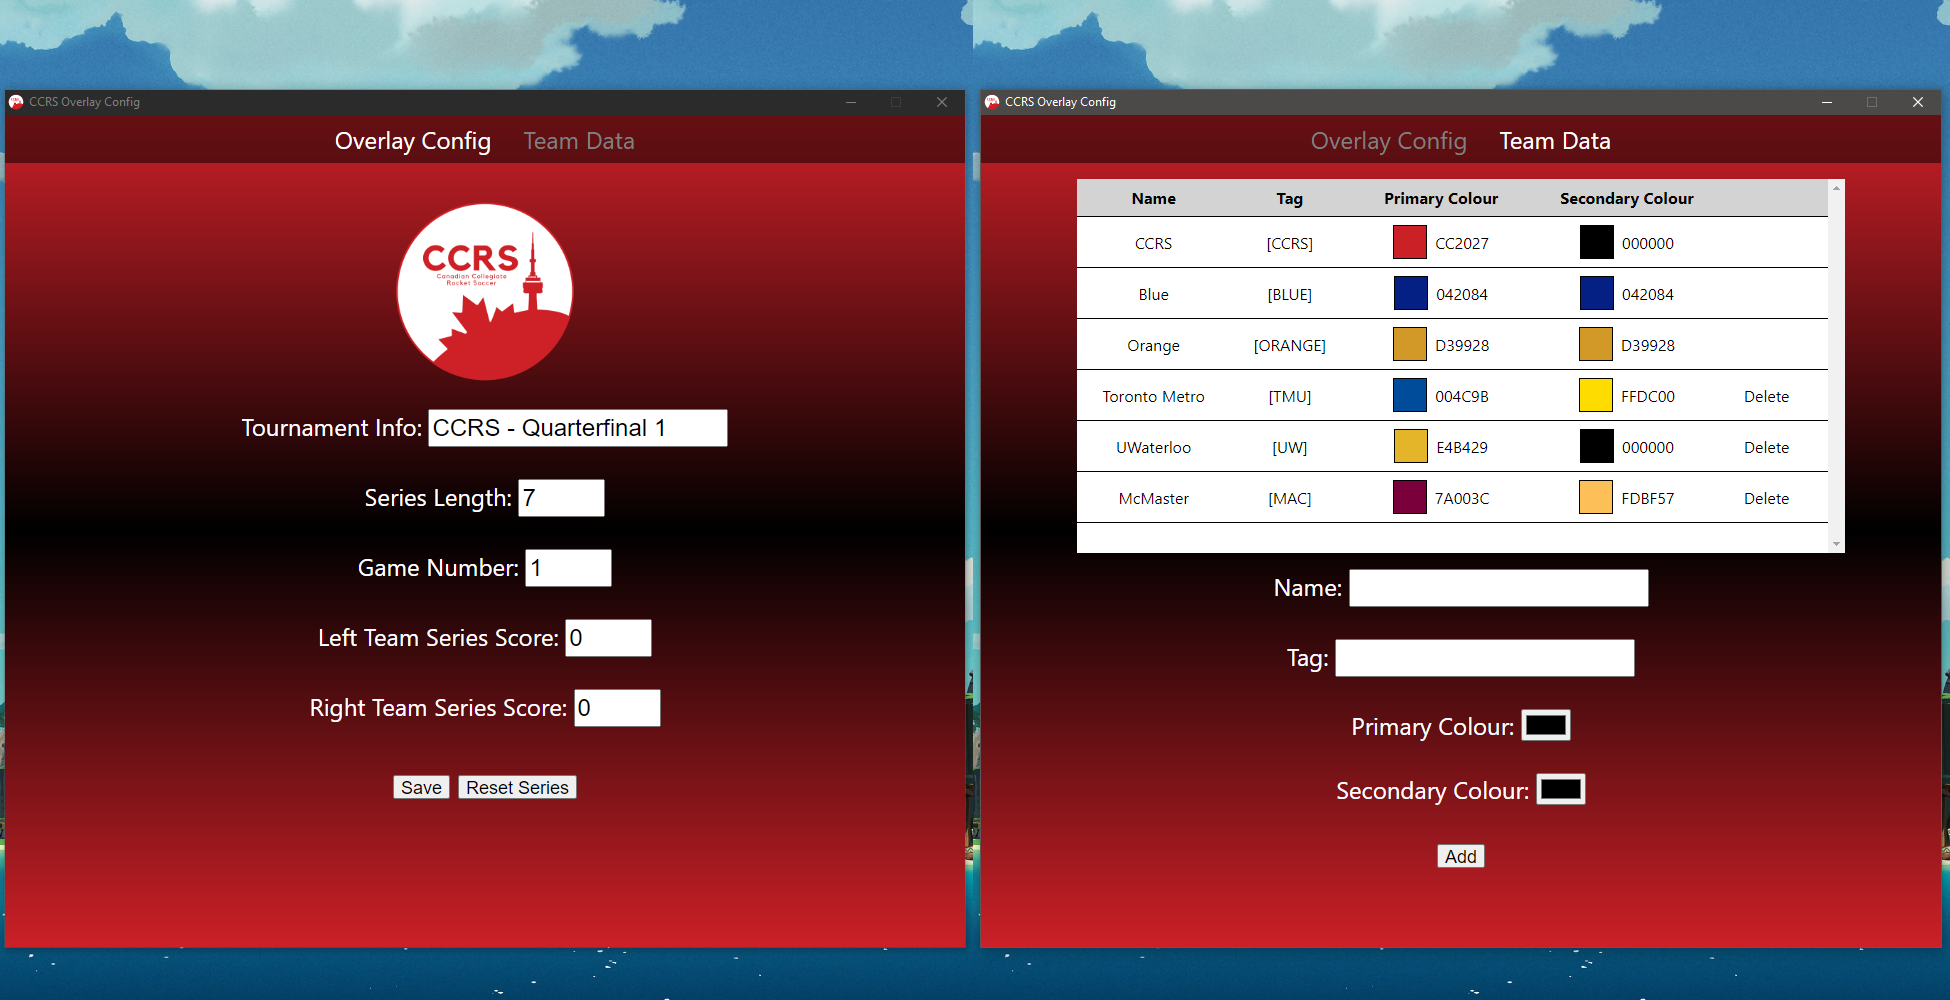 CCRS Overlay Config
Overlay Config Team Data
CCRS
Canadian Collegiate
Rocket Soccer
Tournament Info: CCRS - Quarterfinal 1
Series Length: 7
Game Number: 1
Left Team Series Score: 0
Right Team Series Score: 0
Save Reset Series
CCRS Overlay Config
Overlay Config Team Data
Name Tag Primary Colour Secondary Colour
CCRS [CCRS] CC2027 000000
Blue [BLUE] 042084 042084
Orange [ORANGE] D39928 D39928
Toronto Metro [TMU] 004C9B FFDC00 Delete
UWaterloo [UW] E4B429 000000 Delete
McMaster [MAC] 7A003C FDBF57 Delete
Name:
Tag:
Primary Colour:
Secondary Colour:
Add